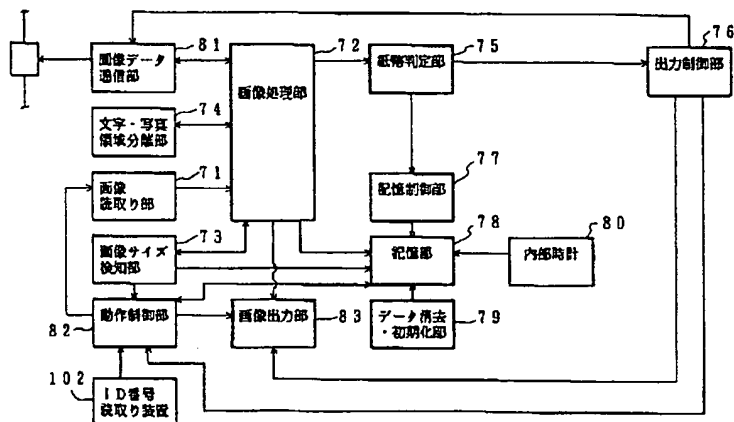 画像データ
通信部
81
文字・写真
領域分離部
74
画像
読取り部
71
画像サイズ
検知部
73
動作制御部
82
102
ID番号
読取り装置
画像処理部
72
画像出力部
83
紙幣判定部
75
記憶制御部
77
記憶部
78
データ消去
・初期化部
79
内部時計
80
出力制御部
76